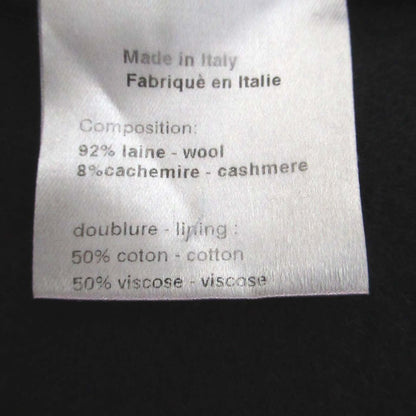 Made in Italy
Fabriquè en Italie
Composition:
92% laine - wool
8%cachemire - cashmere
doublure - lining :
50% coton - cotton
50% viscose - viscose